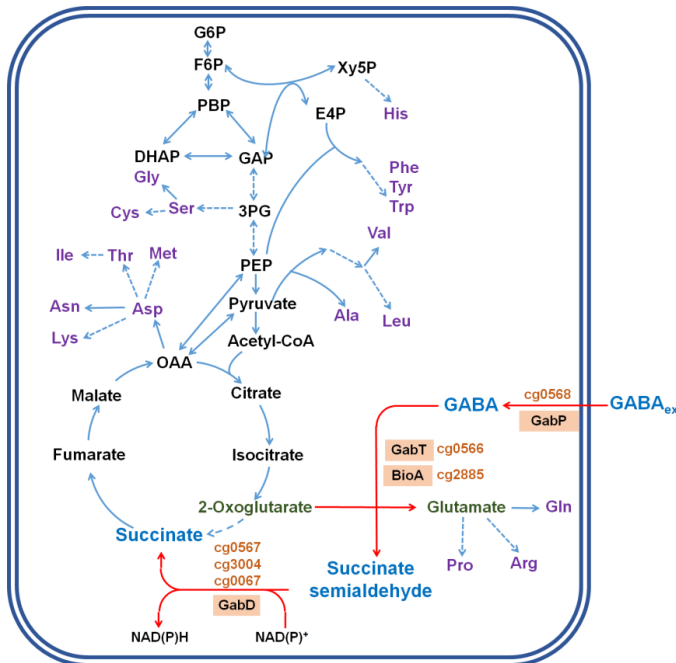 G6P
F6P
Xy5P
PBP
E4P
His
DHAP
GAP
Gly
Phe
Tyr
Trp
Cys
Ser
3PG
Ile
Thr
Met
Val
PEP
Asn
Asp
Pyruvate
Ala
Leu
Lys
Acetyl-CoA
OAA
Malate
Citrate
GABA
cg0568
GABAex
GabP
Fumarate
Isocitrate
GabT
cg0566
BioA
cg2885
2-Oxoglutarate
Glutamate
Gln
Succinate
cg0567
cg3004
cg0067
GabD
Succinate
semialdehyde
Pro
Arg
NAD(P)H
NAD(P)+